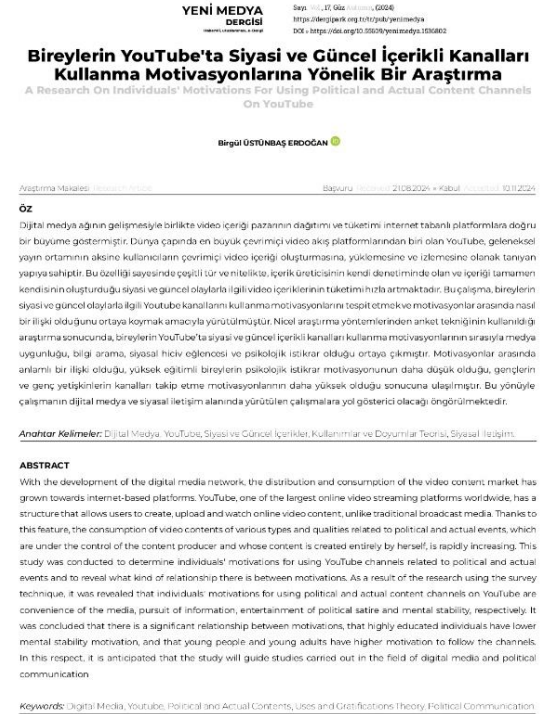 YENİ MEDYA
DERGİSİ
Sayı Vol., 17, Güz Autumn, (2024)
https://dergipark.org.tr/tr/pub/yenimedya
DOI » https://doi.org/10.55609/yenimedya.1536802
Bireylerin YouTube'ta Siyasi ve Güncel İçerikli Kanalları
Kullanma Motivasyonlarına Yönelik Bir Araştırma
A Research On Individuals' Motivations For Using Political and Actual Content Channels
On YouTube
Birgül ÜSTÜNBAŞ ERDOĞAN
Araştırma Makalesi Research Article
Başvuru Received 21.08.2024 » Kabul Accepted 10.11.2024
ÖZ
Dijital medya ağının gelişmesiyle birlikte video içeriği pazarının dağıtımı ve tüketimi internet tabanlı platformlara doğru
bir büyüme göstermiştir. Dünya çapında en büyük çevrimiçi video akış platformlarından biri olan YouTube, geleneksel
yayın ortamının aksine kullanıcıların çevrimiçi video içeriği oluşturmasına, yüklemesine ve izlemesine olanak tanıyan
yapıya sahiptir. Bu özelliği sayesinde çeşitli tür ve nitelikte, içerik üreticisinin kendi denetiminde olan ve içeriği tamamen
kendisinin oluşturduğu siyasi ve güncel olaylarla ilgili video içeriklerinin tüketimi hızla artmaktadır. Bu çalışma, bireylerin
siyasi ve güncel olaylarla ilgili Youtube kanallarını kullanma motivasyonlarını tespit etmek ve motivasyonlar arasında nasıl
bir ilişki olduğunu ortaya koymak amacıyla yürütülmüştür. Nicel araştırma yöntemlerinden anket tekniğinin kullanıldığı
araştırma sonucunda, bireylerin YouTube'ta siyasi ve güncel içerikli kanalları kullanma motivasyonlarının sırasıyla medya
uygunluğu, bilgi arama, siyasal hiciv eğlencesi ve psikolojik istikrar olduğu ortaya çıkmıştır. Motivasyonlar arasında
anlamlı bir ilişki olduğu, yüksek eğitimli bireylerin psikolojik istikrar motivasyonunun daha düşük olduğu, gençlerin
ve genç yetişkinlerin kanalları takip etme motivasyonlarının daha yüksek olduğu sonucuna ulaşılmıştır. Bu yönüyle
çalışmanın dijital medya ve siyasal iletişim alanında yürütülen çalışmalara yol gösterici olacağı öngörülmektedir.
Anahtar Kelimeler: Dijital Medya, YouTube, Siyasi ve Güncel İçerikler, Kullanımlar ve Doyumlar Teorisi, Siyasal İletişim.
ABSTRACT
With the development of the digital media network, the distribution and consumption of the video content market has
grown towards internet-based platforms. YouTube, one of the largest online video streaming platforms worldwide, has a
structure that allows users to create, upload and watch online video content, unlike traditional broadcast media. Thanks to
this feature, the consumption of video contents of various types and qualities related to political and actual events, which
are under the control of the content producer and whose content is created entirely by herself, is rapidly increasing. This
study was conducted to determine individuals' motivations for using YouTube channels related to political and actual
events and to reveal what kind of relationship there is between motivations. As a result of the research using the survey
technique, it was revealed that individuals' motivations for using political and actual content channels on YouTube are
convenience of the media, pursuit of information, entertainment of political satire and mental stability, respectively. It
was concluded that there is a significant relationship between motivations, that highly educated individuals have lower
mental stability motivation, and that young people and young adults have higher motivation to follow the channels.
In this respect, it is anticipated that the study will guide studies carried out in the field of digital media and political
communication
Keywords: Digital Media, Youtube, Political and Actual Contents, Uses and Gratifications Theory, Political Communication